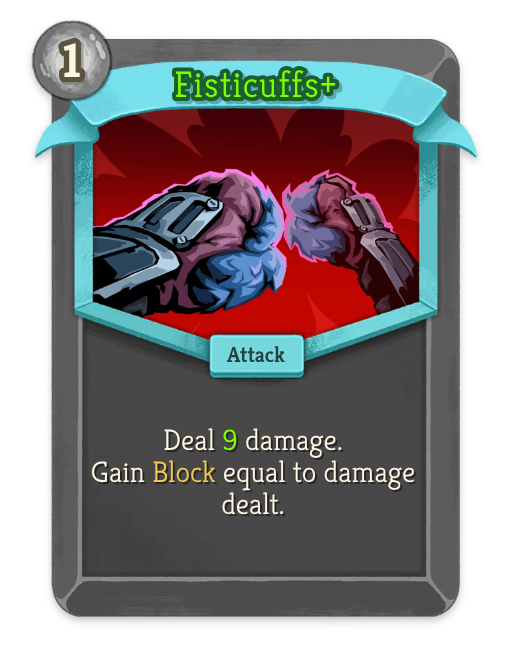 1
Fisticuffs+
Attack
Deal 9 damage.
Gain Block equal to damage
dealt.